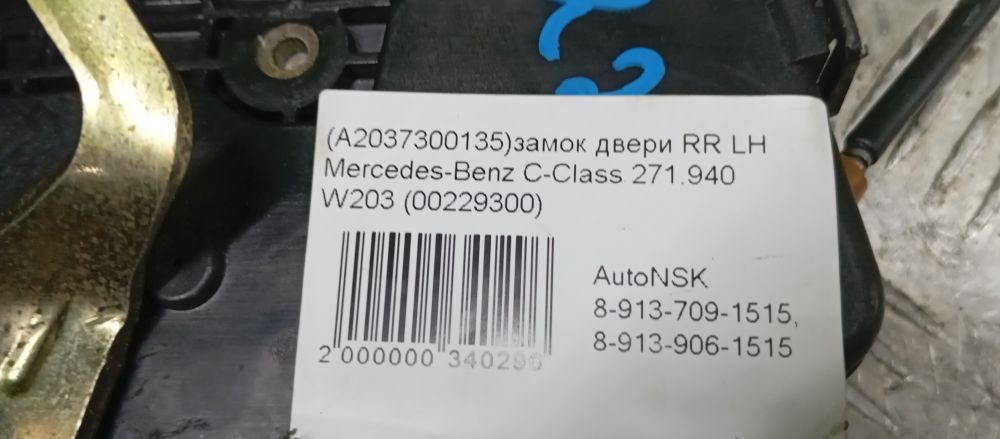 (A2037300135)замок двери RR LH
Mercedes-Benz C-Class 271.940
W203 (00229300)
AutoNSK
8-913-709-1515,
8-913-906-1515
2 000000 340296